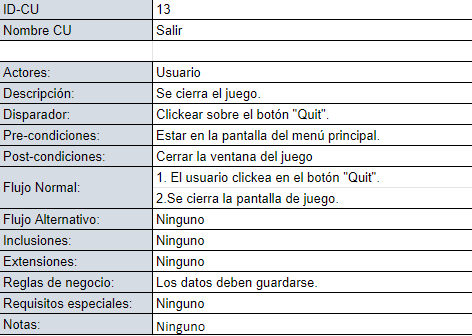 ID-CU 13
Nombre CU Salir
Actores: Usuario
Descripción: Se cierra el juego.
Disparador: Clickear sobre el botón "Quit".
Pre-condiciones: Estar en la pantalla del menú principal.
Post-condiciones: Cerrar la ventana del juego
Flujo Normal: 1. El usuario clickea en el botón "Quit".
2.Se cierra la pantalla de juego.
Flujo Alternativo: Ninguno
Inclusiones: Ninguno
Extensiones: Ninguno
Reglas de negocio: Los datos deben guardarse.
Requisitos especiales: Ninguno
Notas: Ninguno